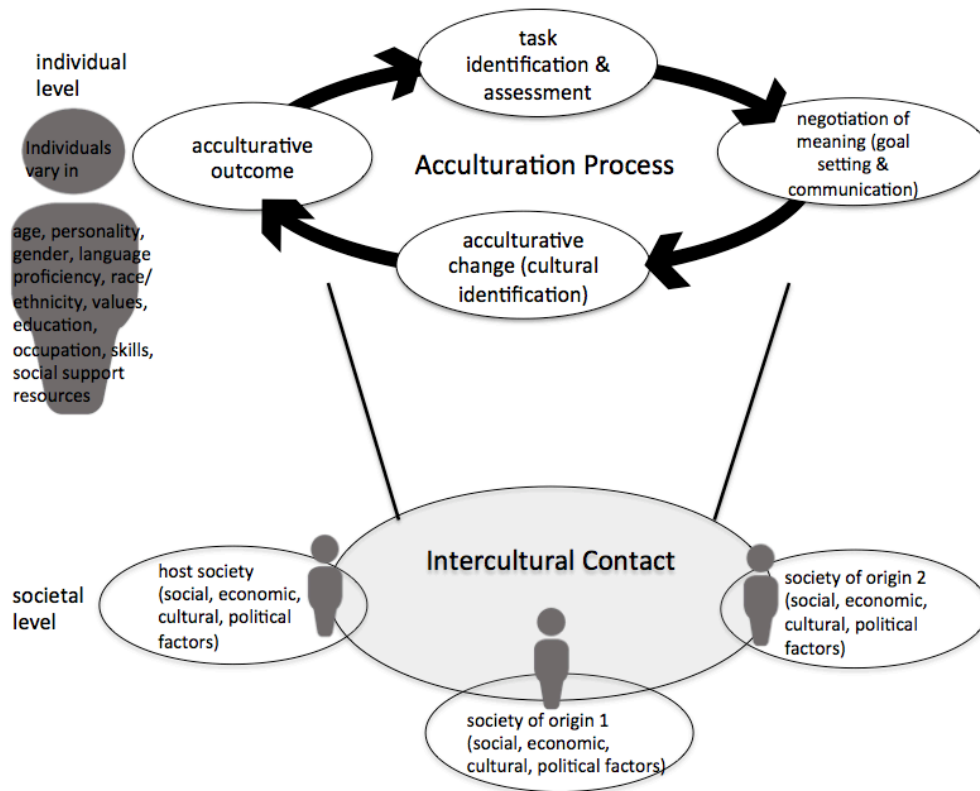 individual
level
Individuals
vary in
age, personality,
gender, language
proficiency, race/
ethnicity, values,
education,
occupation, skills,
social support
resources
task
identification &
assessment
acculturative
outcome
Acculturation Process
negotiation of
meaning (goal
setting &
communication)
acculturative
change (cultural
identification)
Intercultural Contact
societal
level
host society
(social, economic,
cultural, political
factors)
society of origin 1
(social, economic,
cultural, political factors)
society of origin 2
(social, economic,
cultural, political
factors)